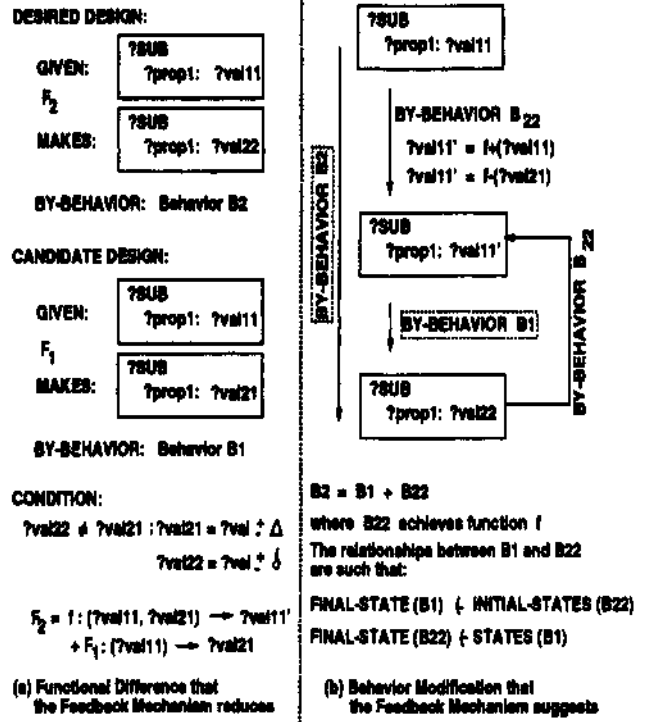 DESIRED DESIGN:
GIVEN:
?SUB
?prop1: ?val11
F2
MAKES:
?SUB
?prop1: ?val22
BY-BEHAVIOR: Behavior B2
CANDIDATE DESIGN:
GIVEN:
?SUB
?prop1: ?val11
F1
MAKES:
?SUB
?prop1: ?val21
BY-BEHAVIOR: Behavior B1
CONDITION:
?val22 ≠ ?val21 ; ?val21 = ?val ± Δ
?val22 = ?val ± δ
F2 = f : (?val11, ?val21) → ?val11'
+ F1 : (?val11) → ?val21
(a) Functional Difference that
the Feedback Mechanism reduces
?SUB
?prop1: ?val11
BY-BEHAVIOR B22
?val11' = f+(?val11)
?val11' = f-(?val21)
BY-BEHAVIOR B2
?SUB
?prop1: ?val11'
BY-BEHAVIOR B1
BY-BEHAVIOR B22
?SUB
?prop1: ?val22
B2 = B1 + B22
where B22 achieves function f
The relationships between B1 and B22
are such that:
FINAL-STATE (B1) INITIAL-STATES (B22)
FINAL-STATE (B22) STATES (B1)
(b) Behavior Modification that
the Feedback Mechanism suggests